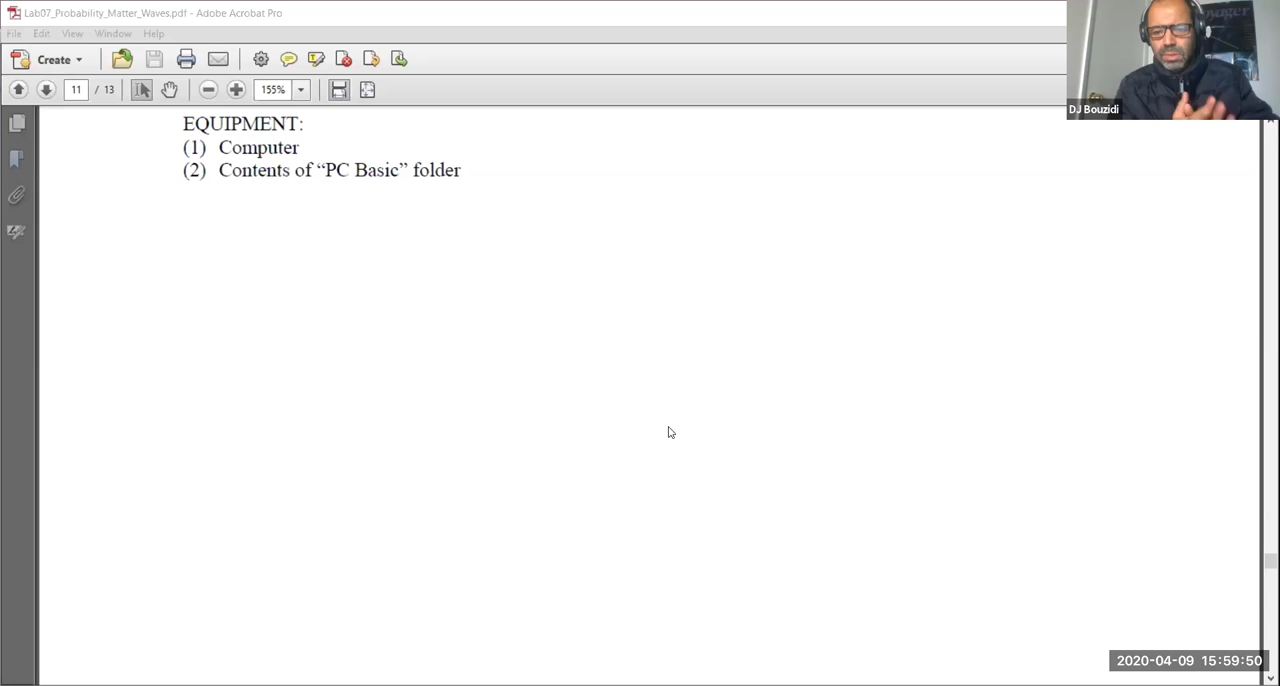 Lab07_Probability_Matter_Waves.pdf - Adobe Acrobat Pro
File Edit View Window Help
Create
11 / 13 155%
EQUIPMENT:
(1) Computer
(2) Contents of “PC Basic” folder
DJ Bouzidi
2020-04-09 15:59:50